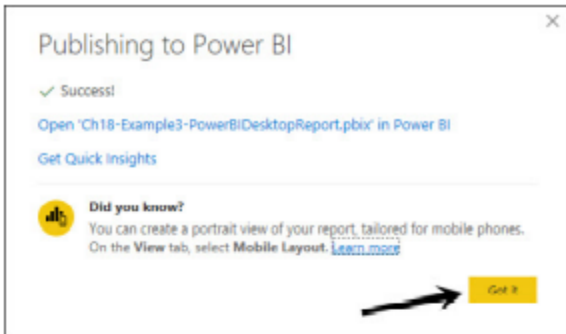 Publishing to Power BI
Success!
Open 'Ch18-Example3-PowerBIDesktopReport.pbix' in Power BI
Get Quick Insights
Did you know?
You can create a portrait view of your report, tailored for mobile phones.
On the View tab, select Mobile Layout. Learn more
Got it